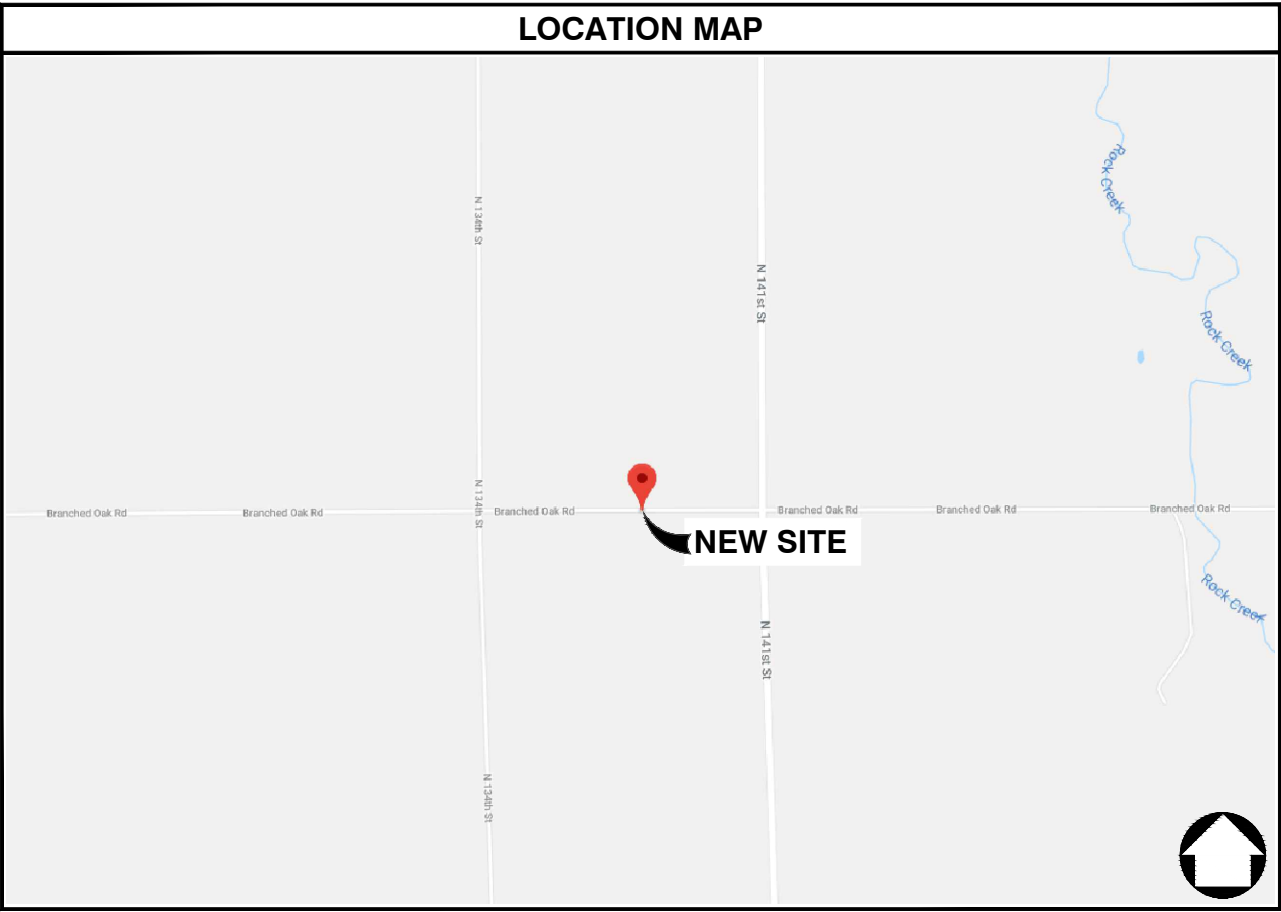 LOCATION MAP
Rock Creek
N 134th St
N 141st St
Rock Creek
N 134th St
Branched Oak Rd
Branched Oak Rd
Branched Oak Rd
Branched Oak Rd
Branched Oak Rd
Branched Oak Rd
NEW SITE
Rock Creek
N 141st St
N 134th St